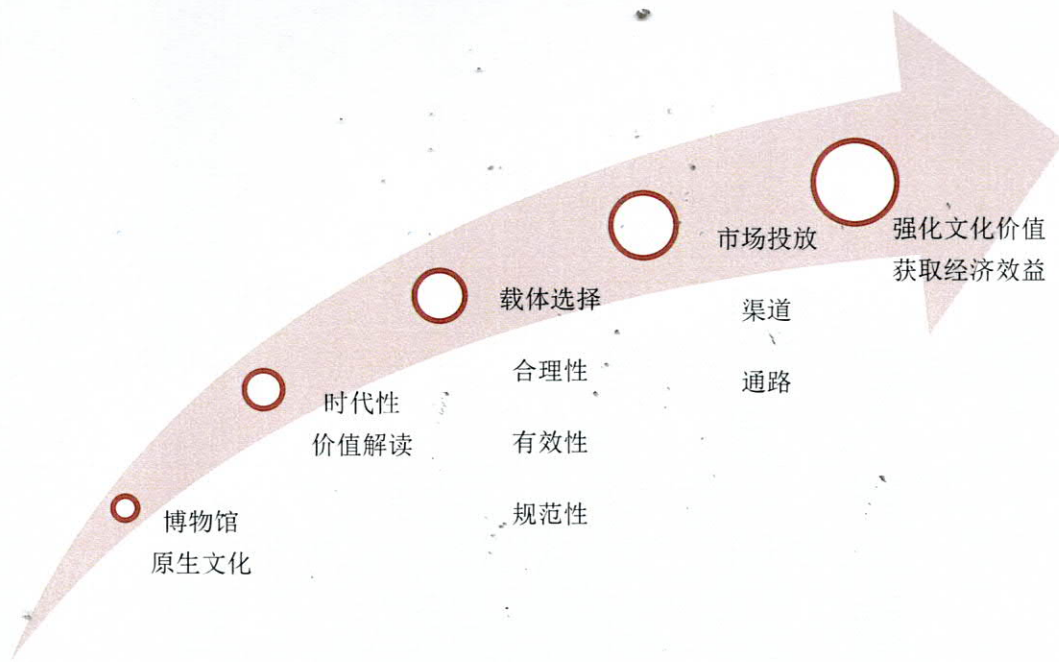 博物馆
原生文化
时代性
价值解读
载体选择
合理性
有效性
规范性
市场投放
渠道
通路
强化文化价值
获取经济效益